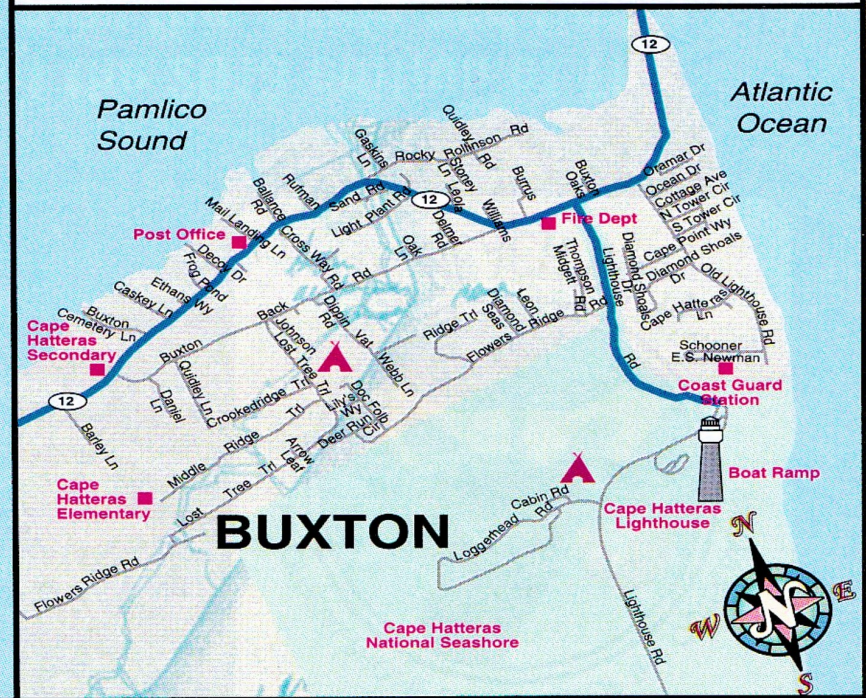 12
Pamlico
Sound
Atlantic
Ocean
Gaskins
Ln
Rocky
Rollinson Rd
Quidley
Rd
Stoney
Ln
Leola
Burrus
Buxton
Oaks
Oramar Dr
Ocean Dr
Cottage Ave
N Tower Cir
S Tower Cir
Cape Point Wy
Diamond Shoals
Dr
Diamond Shoals
Dr
Old Lighthouse Rd
Cape Hatteras
Ln
Schooner
E.S. Newman
Coast Guard
Station
Rufman
Sand Rd
Light Plant Rd
12
Williams
Delmer
Rd
Oak
Ln
Fire Dept
Ballance
Rd
Mail Landing Ln
Cross Way Rd
Post Office
Decoy Dr
Frog Pond
Ethans Wy
Caskey Ln
Buxton
Cemetery Ln
Cape
Hatteras
Secondary
Buxton
Back
Rd
Thompson
Midgett
Lighthouse
Rd
Leon
Diamond
Seas
Ridge Trl
Flowers Ridge Rd
Dippin Vat
Rd
Webb Ln
Johnson
Lost Tree Trl
Quidley Ln
Daniel
Ln
Crookedridge Trl
Lily's
Wy
Doc Folb
Cir
Deer Run
Arrow
Leaf
Middle Ridge Trl
Lost Tree Trl
12
Barley Ln
Cape
Hatteras
Elementary
Flowers Ridge Rd
BUXTON
Cabin Rd
Loggerhead
Rd
Boat Ramp
Cape Hatteras
Lighthouse
Lighthouse Rd
Cape Hatteras
National Seashore
N
W
E
S
N